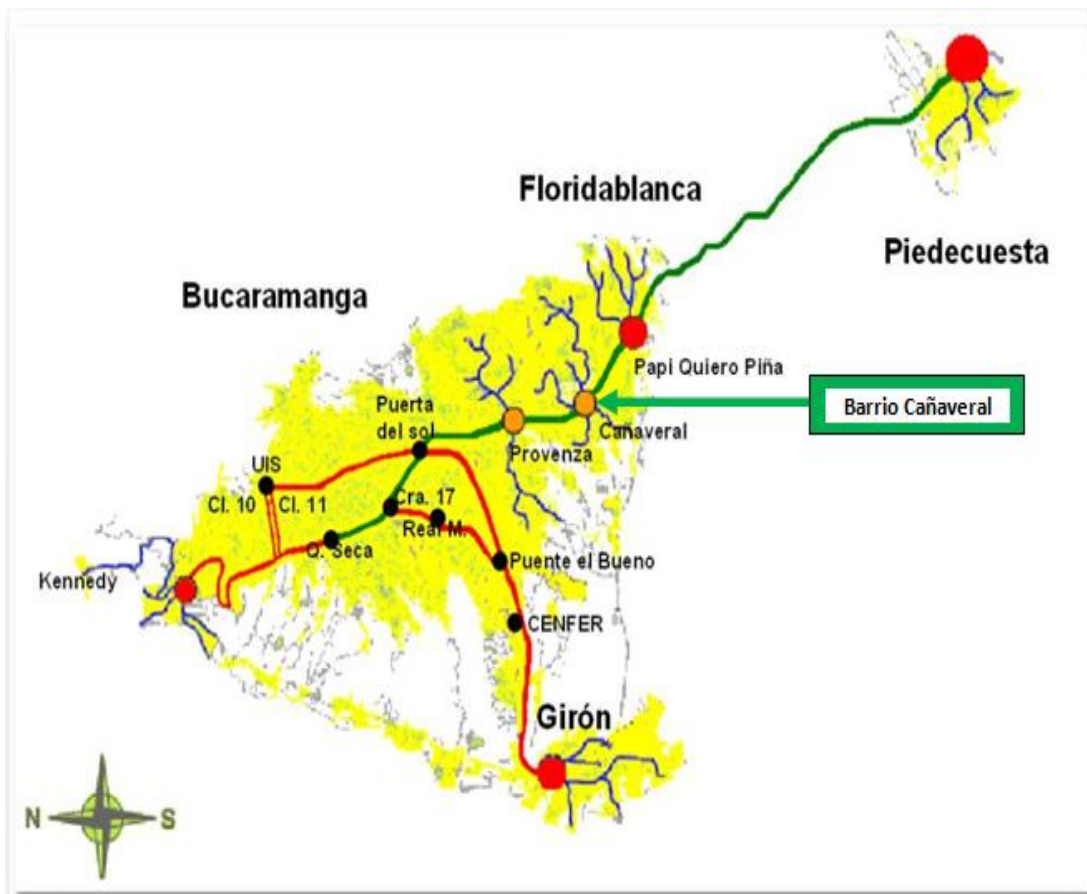 Floridablanca
Piedecuesta
Bucaramanga
Papi Quiero Piña
Barrio Cañaveral
Puerta
del sol
Cañaveral
Provenza
UIS
Cl. 10
Cl. 11
Cra. 17
Real M.
Q. Seca
Puente el Bueno
Kennedy
CENFER
Girón
N
S